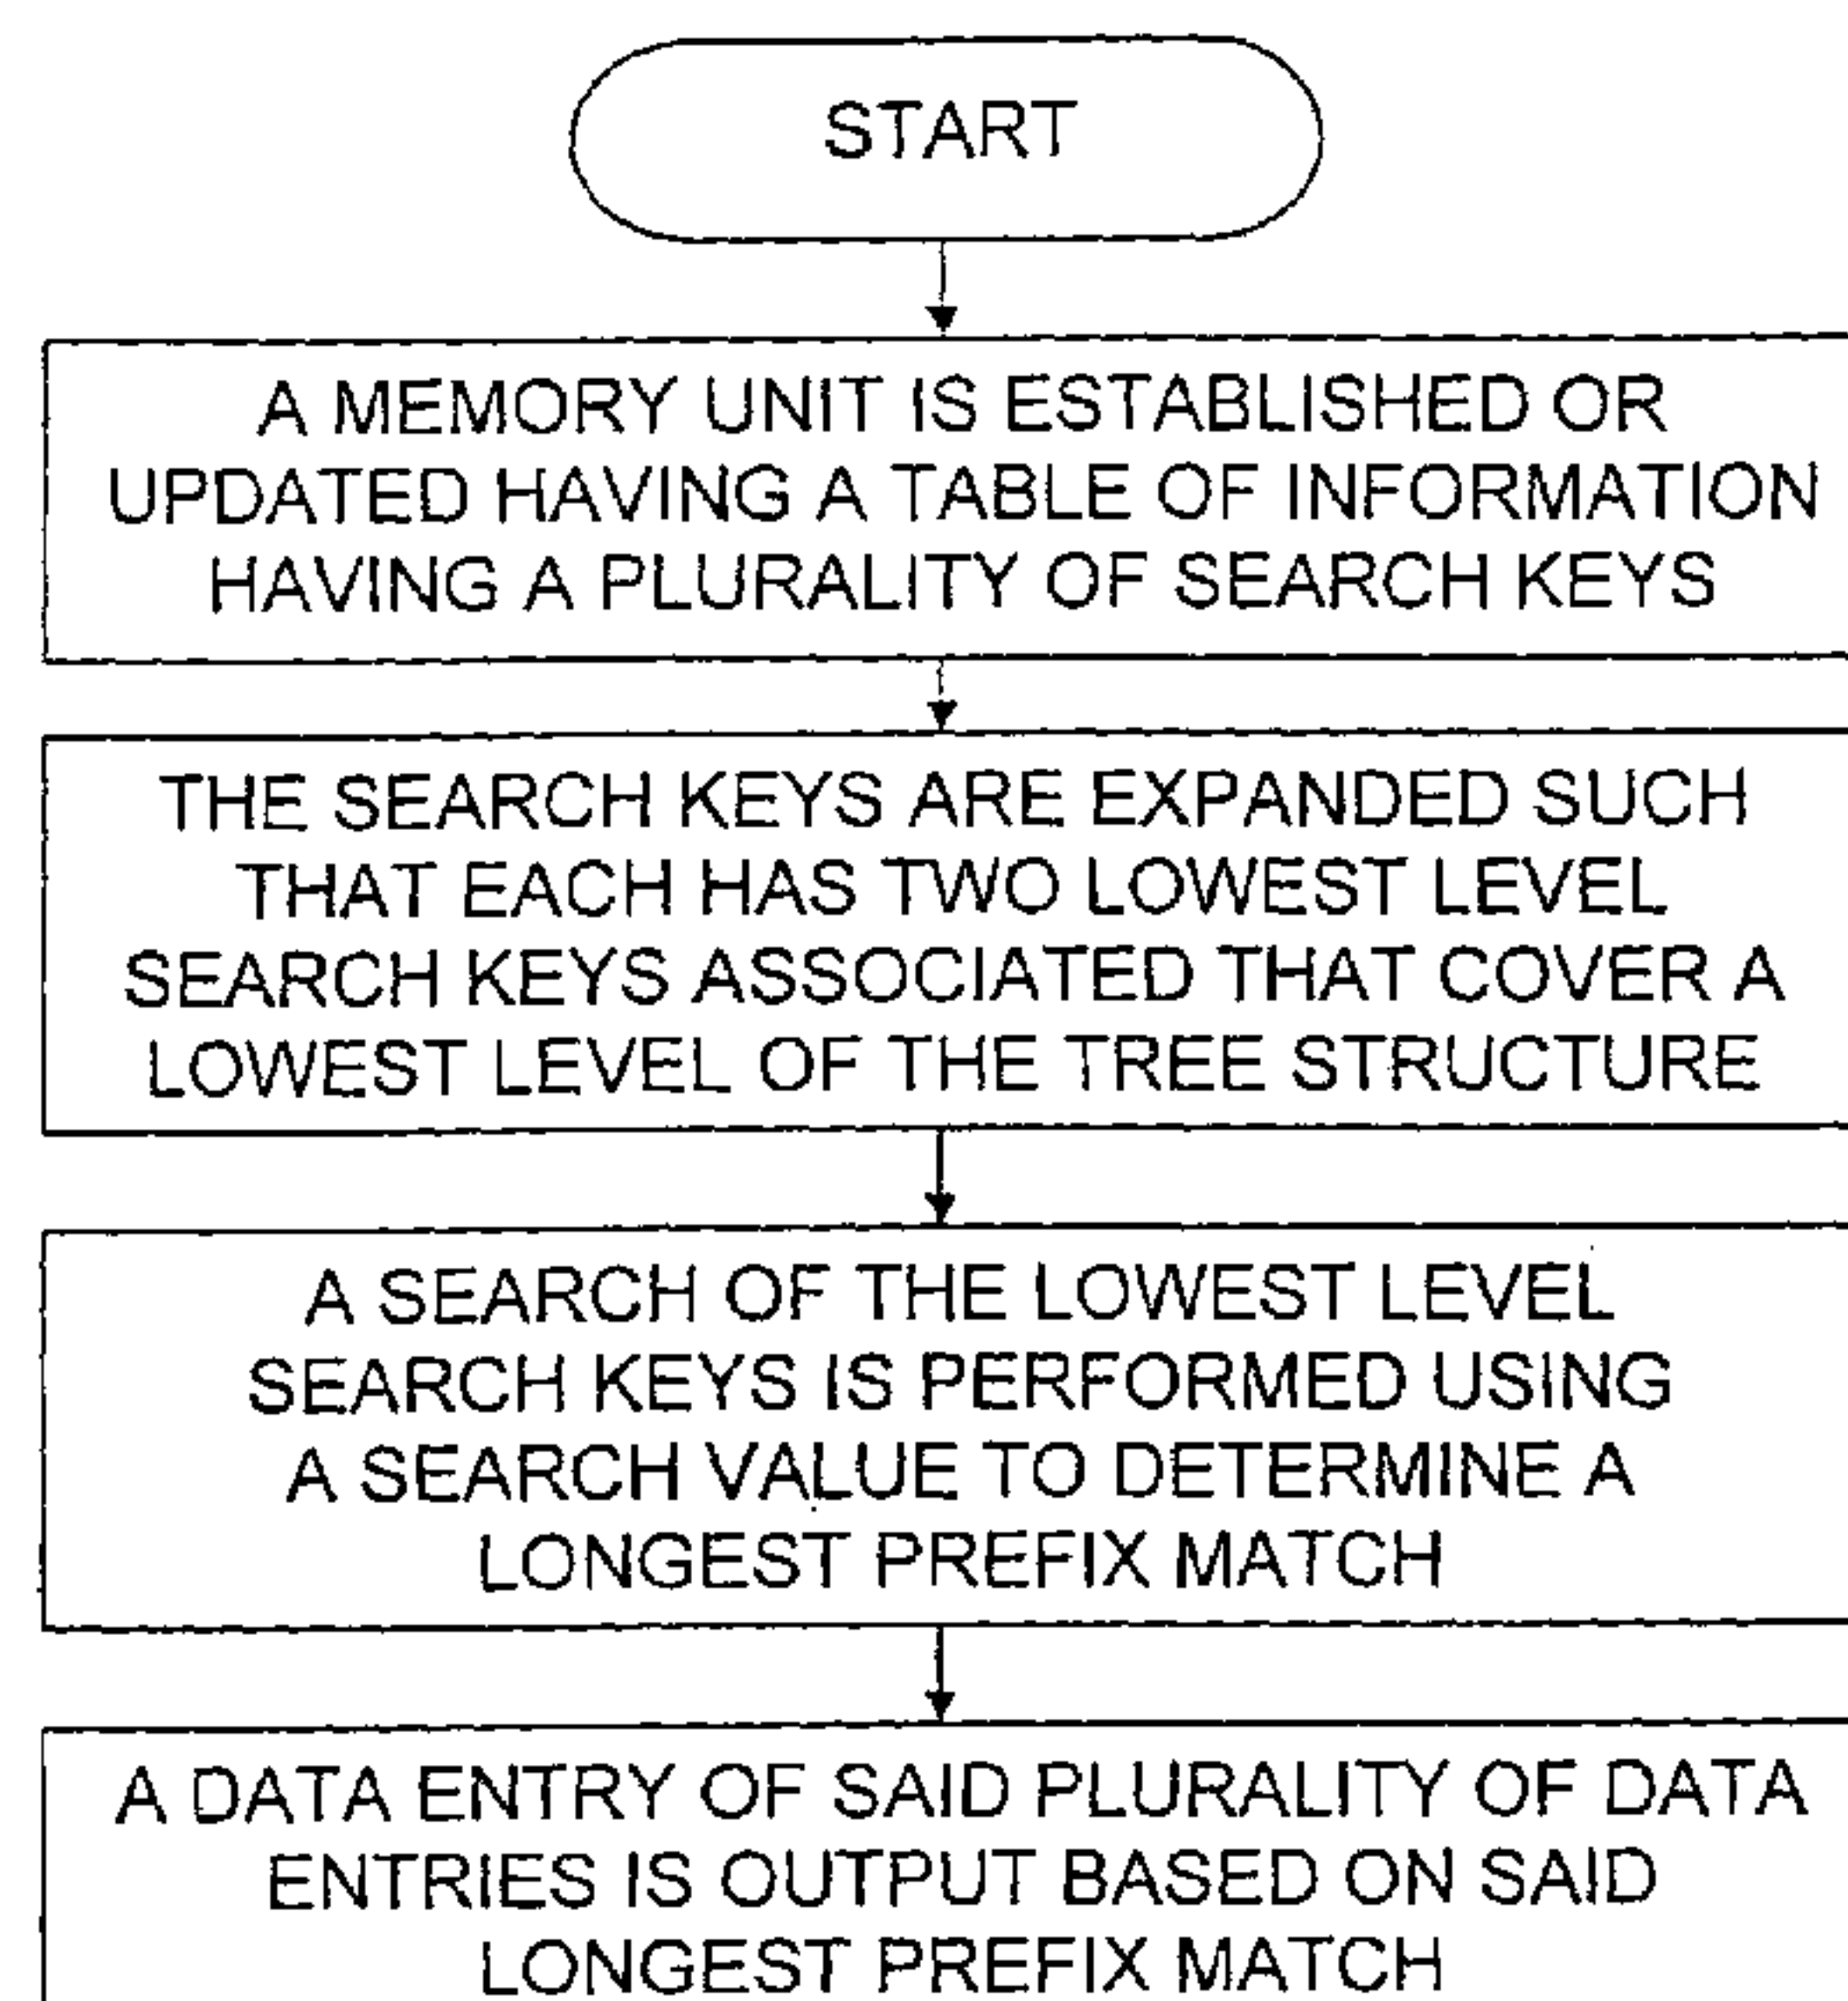 START
A MEMORY UNIT IS ESTABLISHED OR
UPDATED HAVING A TABLE OF INFORMATION
HAVING A PLURALITY OF SEARCH KEYS
THE SEARCH KEYS ARE EXPANDED SUCH
THAT EACH HAS TWO LOWEST LEVEL
SEARCH KEYS ASSOCIATED THAT COVER A
LOWEST LEVEL OF THE TREE STRUCTURE
A SEARCH OF THE LOWEST LEVEL
SEARCH KEYS IS PERFORMED USING
A SEARCH VALUE TO DETERMINE A
LONGEST PREFIX MATCH
A DATA ENTRY OF SAID PLURALITY OF DATA
ENTRIES IS OUTPUT BASED ON SAID
LONGEST PREFIX MATCH